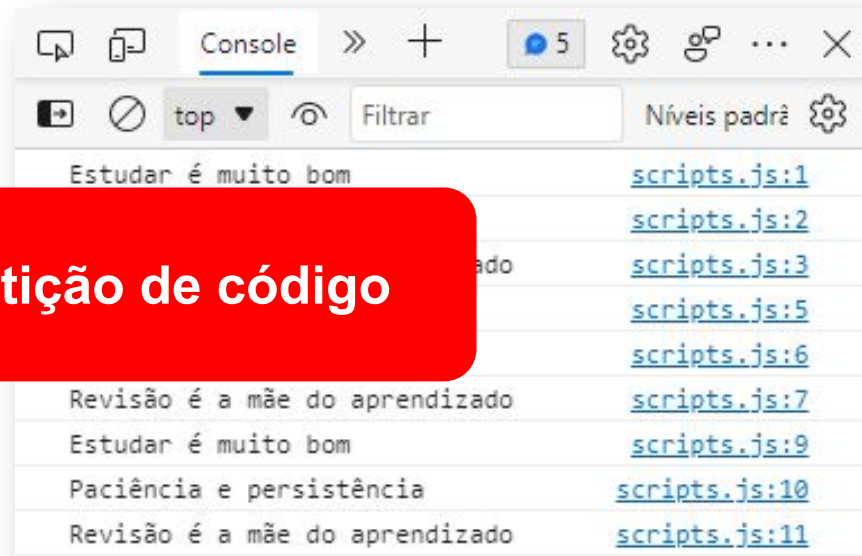 Console 5
top Filtrar Níveis padrã
Estudar é muito bom scripts.js:1
scripts.js:2
ado scripts.js:3
tição de código
scripts.js:5
scripts.js:6
Revisão é a mãe do aprendizado scripts.js:7
Estudar é muito bom scripts.js:9
Paciência e persistência scripts.js:10
Revisão é a mãe do aprendizado scripts.js:11